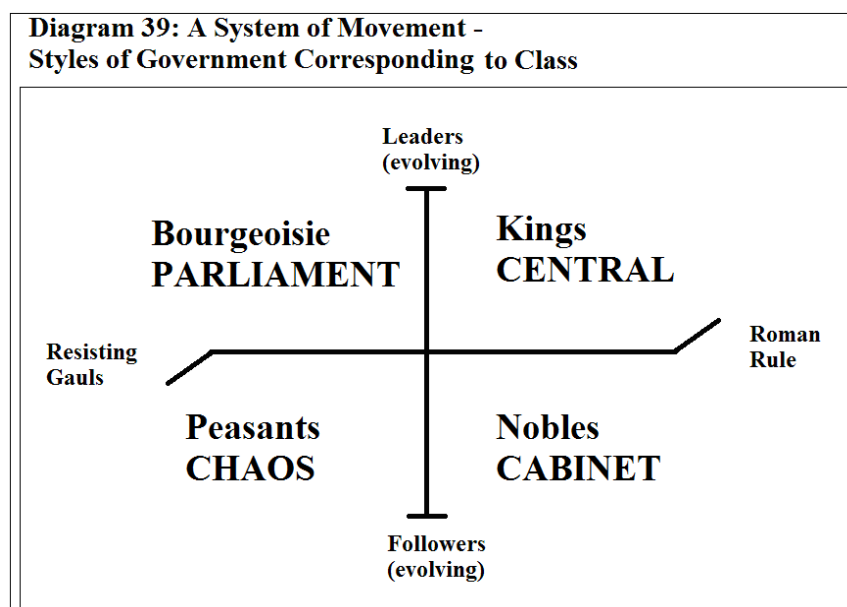 Diagram 39: A System of Movement -
Styles of Government Corresponding to Class
Leaders
(evolving)
Bourgeoisie
PARLIAMENT
Kings
CENTRAL
Resisting
Gauls
Roman
Rule
Peasants
CHAOS
Nobles
CABINET
Followers
(evolving)